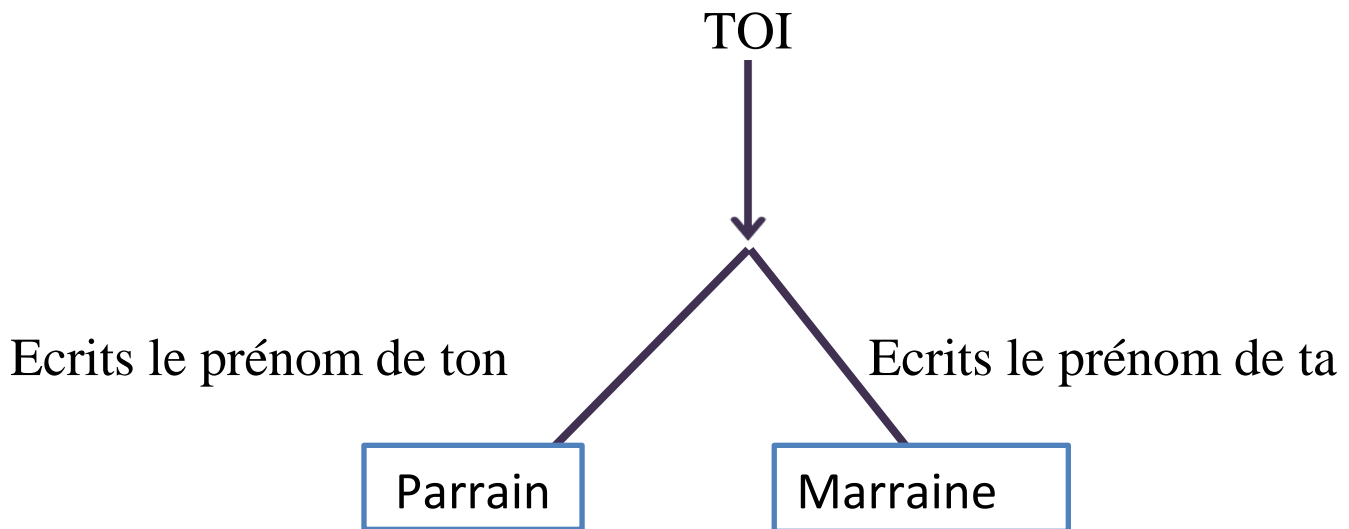 TOI
Ecrits le prénom de ton
Ecrits le prénom de ta
Parrain
Marraine